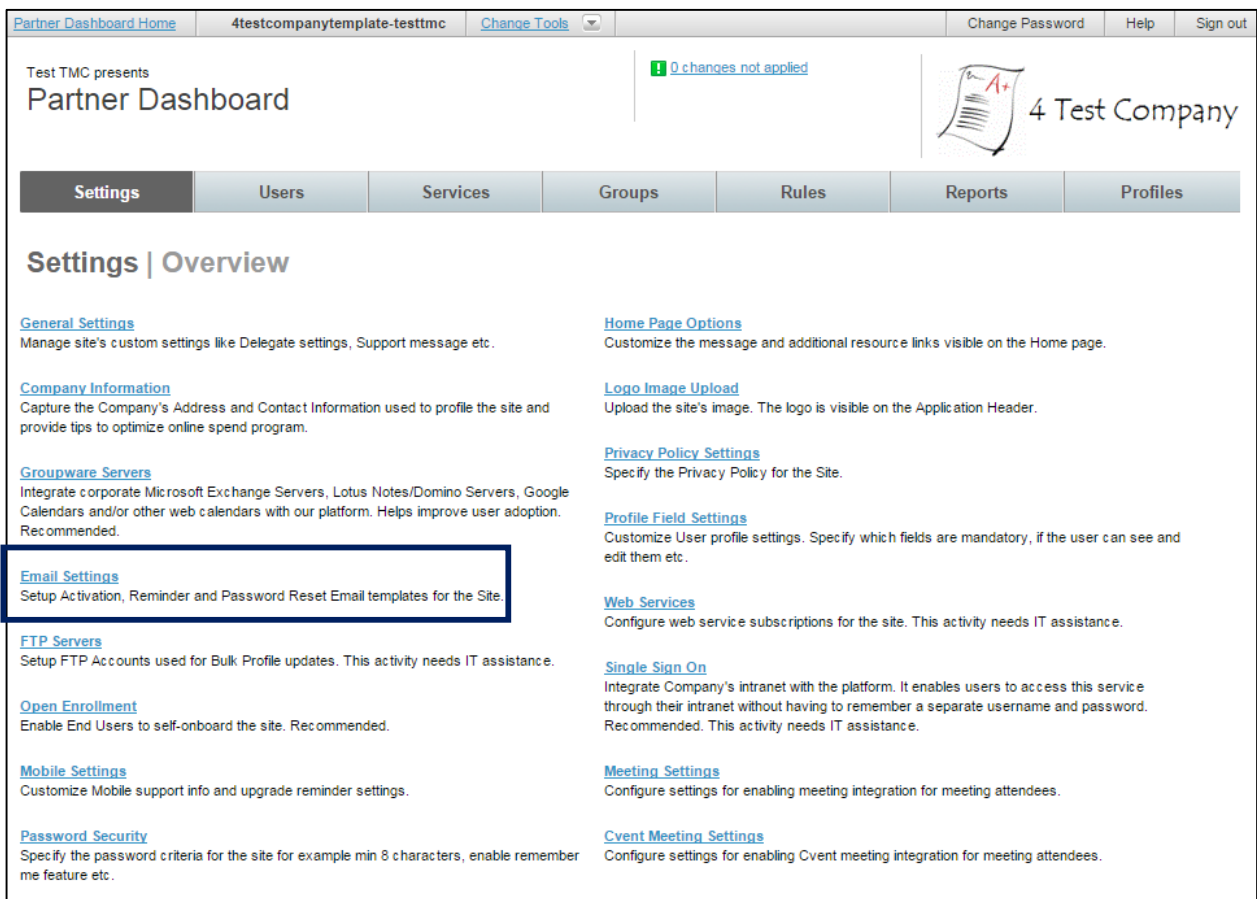 Partner Dashboard Home 4testcompanytemplate-testtmc Change Tools Change Password Help Sign out
Test TMC presents
Partner Dashboard
! 0 changes not applied
A+
4 Test Company
Settings Users Services Groups Rules Reports Profiles
Settings | Overview
General Settings
Manage site's custom settings like Delegate settings, Support message etc.
Company Information
Capture the Company's Address and Contact Information used to profile the site and
provide tips to optimize online spend program.
Groupware Servers
Integrate corporate Microsoft Exchange Servers, Lotus Notes/Domino Servers, Google
Calendars and/or other web calendars with our platform. Helps improve user adoption.
Recommended.
Email Settings
Setup Activation, Reminder and Password Reset Email templates for the Site.
FTP Servers
Setup FTP Accounts used for Bulk Profile updates. This activity needs IT assistance.
Open Enrollment
Enable End Users to self-onboard the site. Recommended.
Mobile Settings
Customize Mobile support info and upgrade reminder settings.
Password Security
Specify the password criteria for the site for example min 8 characters, enable remember
me feature etc.
Home Page Options
Customize the message and additional resource links visible on the Home page.
Logo Image Upload
Upload the site's image. The logo is visible on the Application Header.
Privacy Policy Settings
Specify the Privacy Policy for the Site.
Profile Field Settings
Customize User profile settings. Specify which fields are mandatory, if the user can see and
edit them etc.
Web Services
Configure web service subscriptions for the site. This activity needs IT assistance.
Single Sign On
Integrate Company's intranet with the platform. It enables users to access this service
through their intranet without having to remember a separate username and password.
Recommended. This activity needs IT assistance.
Meeting Settings
Configure settings for enabling meeting integration for meeting attendees.
Cvent Meeting Settings
Configure settings for enabling Cvent meeting integration for meeting attendees.